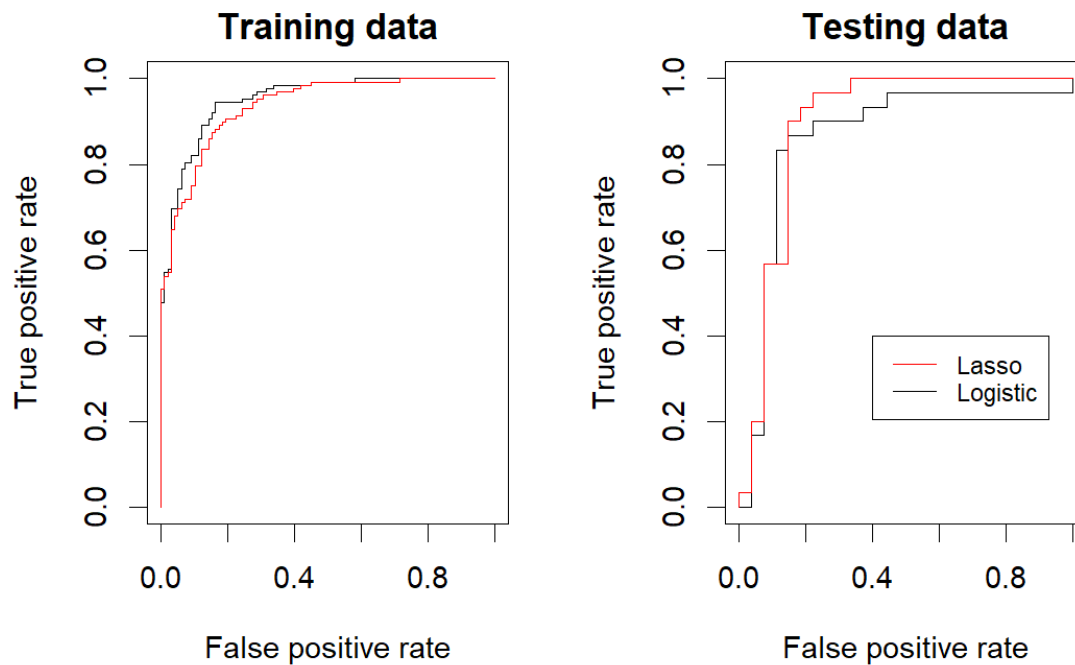 Training data
True positive rate
1.0
0.8
0.6
0.4
0.2
0.0
0.0 0.4 0.8
False positive rate
Testing data
True positive rate
1.0
0.8
0.6
0.4
0.2
0.0
Lasso
Logistic
0.0 0.4 0.8
False positive rate